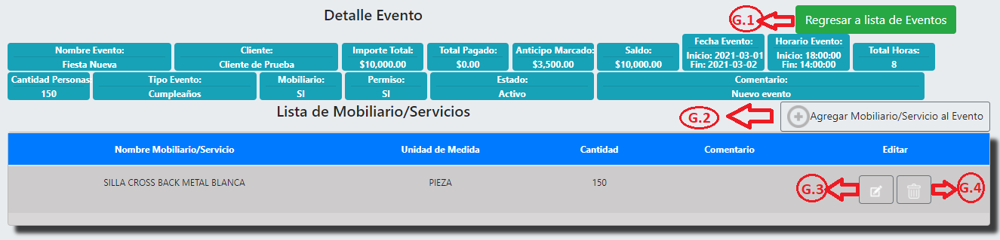 Detalle Evento
G.1
Regresar a lista de Eventos
Nombre Evento:
Fiesta Nueva
Cliente:
Cliente de Prueba
Importe Total:
$10,000.00
Total Pagado:
$0.00
Anticipo Marcado:
$3,500.00
Saldo:
$10,000.00
Fecha Evento:
Inicio: 2021-03-01
Fin: 2021-03-02
Horario Evento:
Inicio: 18:00:00
Fin: 14:00:00
Total Horas:
8
Cantidad Personas
150
Tipo Evento:
Cumpleaños
Mobiliario:
SI
Permiso:
SI
Estado:
Activo
Comentario:
Nuevo evento
Lista de Mobiliario/Servicios
G.2
Agregar Mobiliario/Servicio al Evento
Nombre Mobiliario/Servicio Unidad de Medida Cantidad Comentario Editar
SILLA CROSS BACK METAL BLANCA PIEZA 150
G.3
G.4